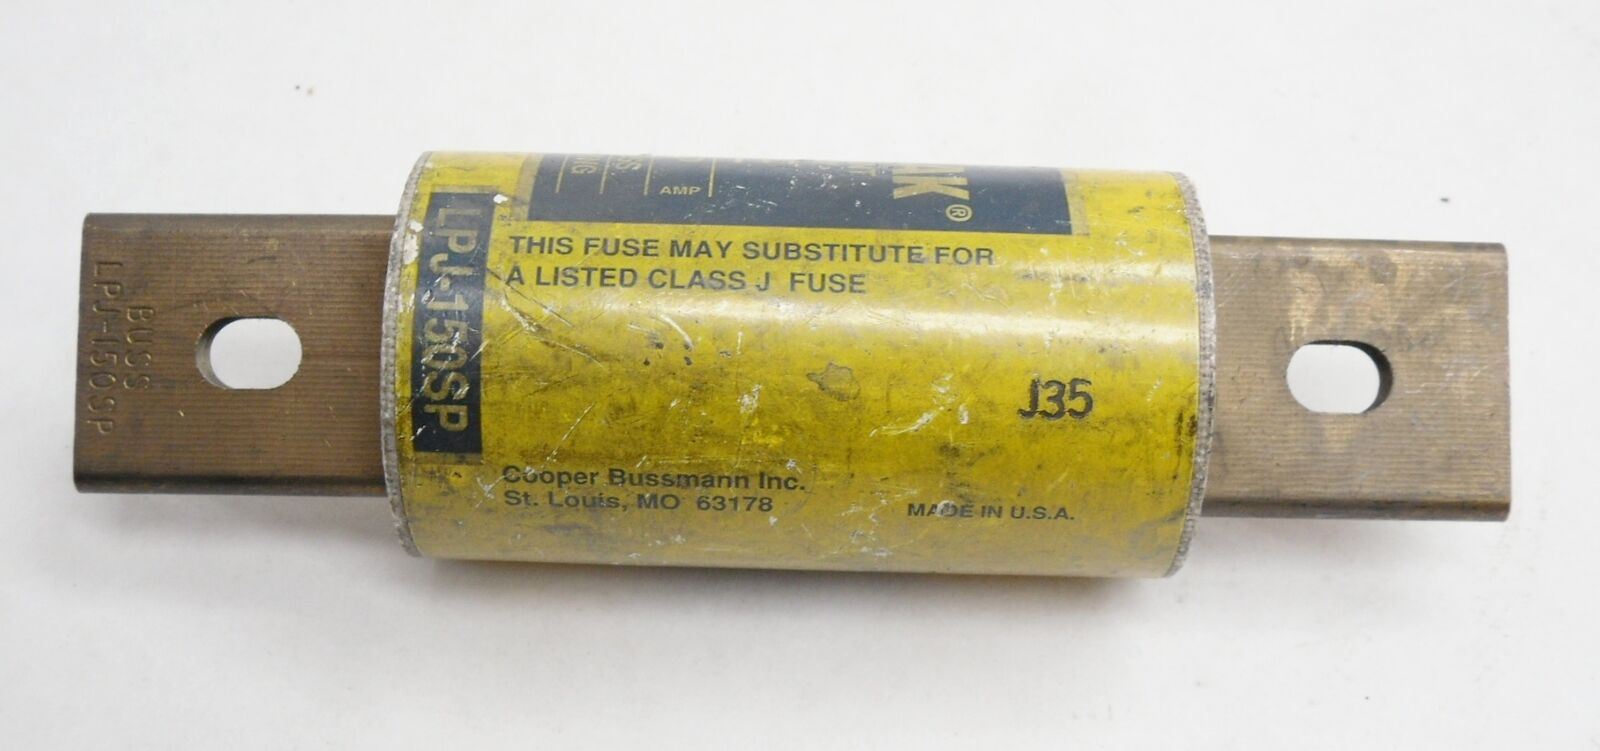 AMP
®
THIS FUSE MAY SUBSTITUTE FOR
A LISTED CLASS J FUSE
LPJ-150SP
J35
Cooper Bussmann Inc.
St. Louis, MO 63178
MADE IN U.S.A.
BUSS
LPJ-150SP